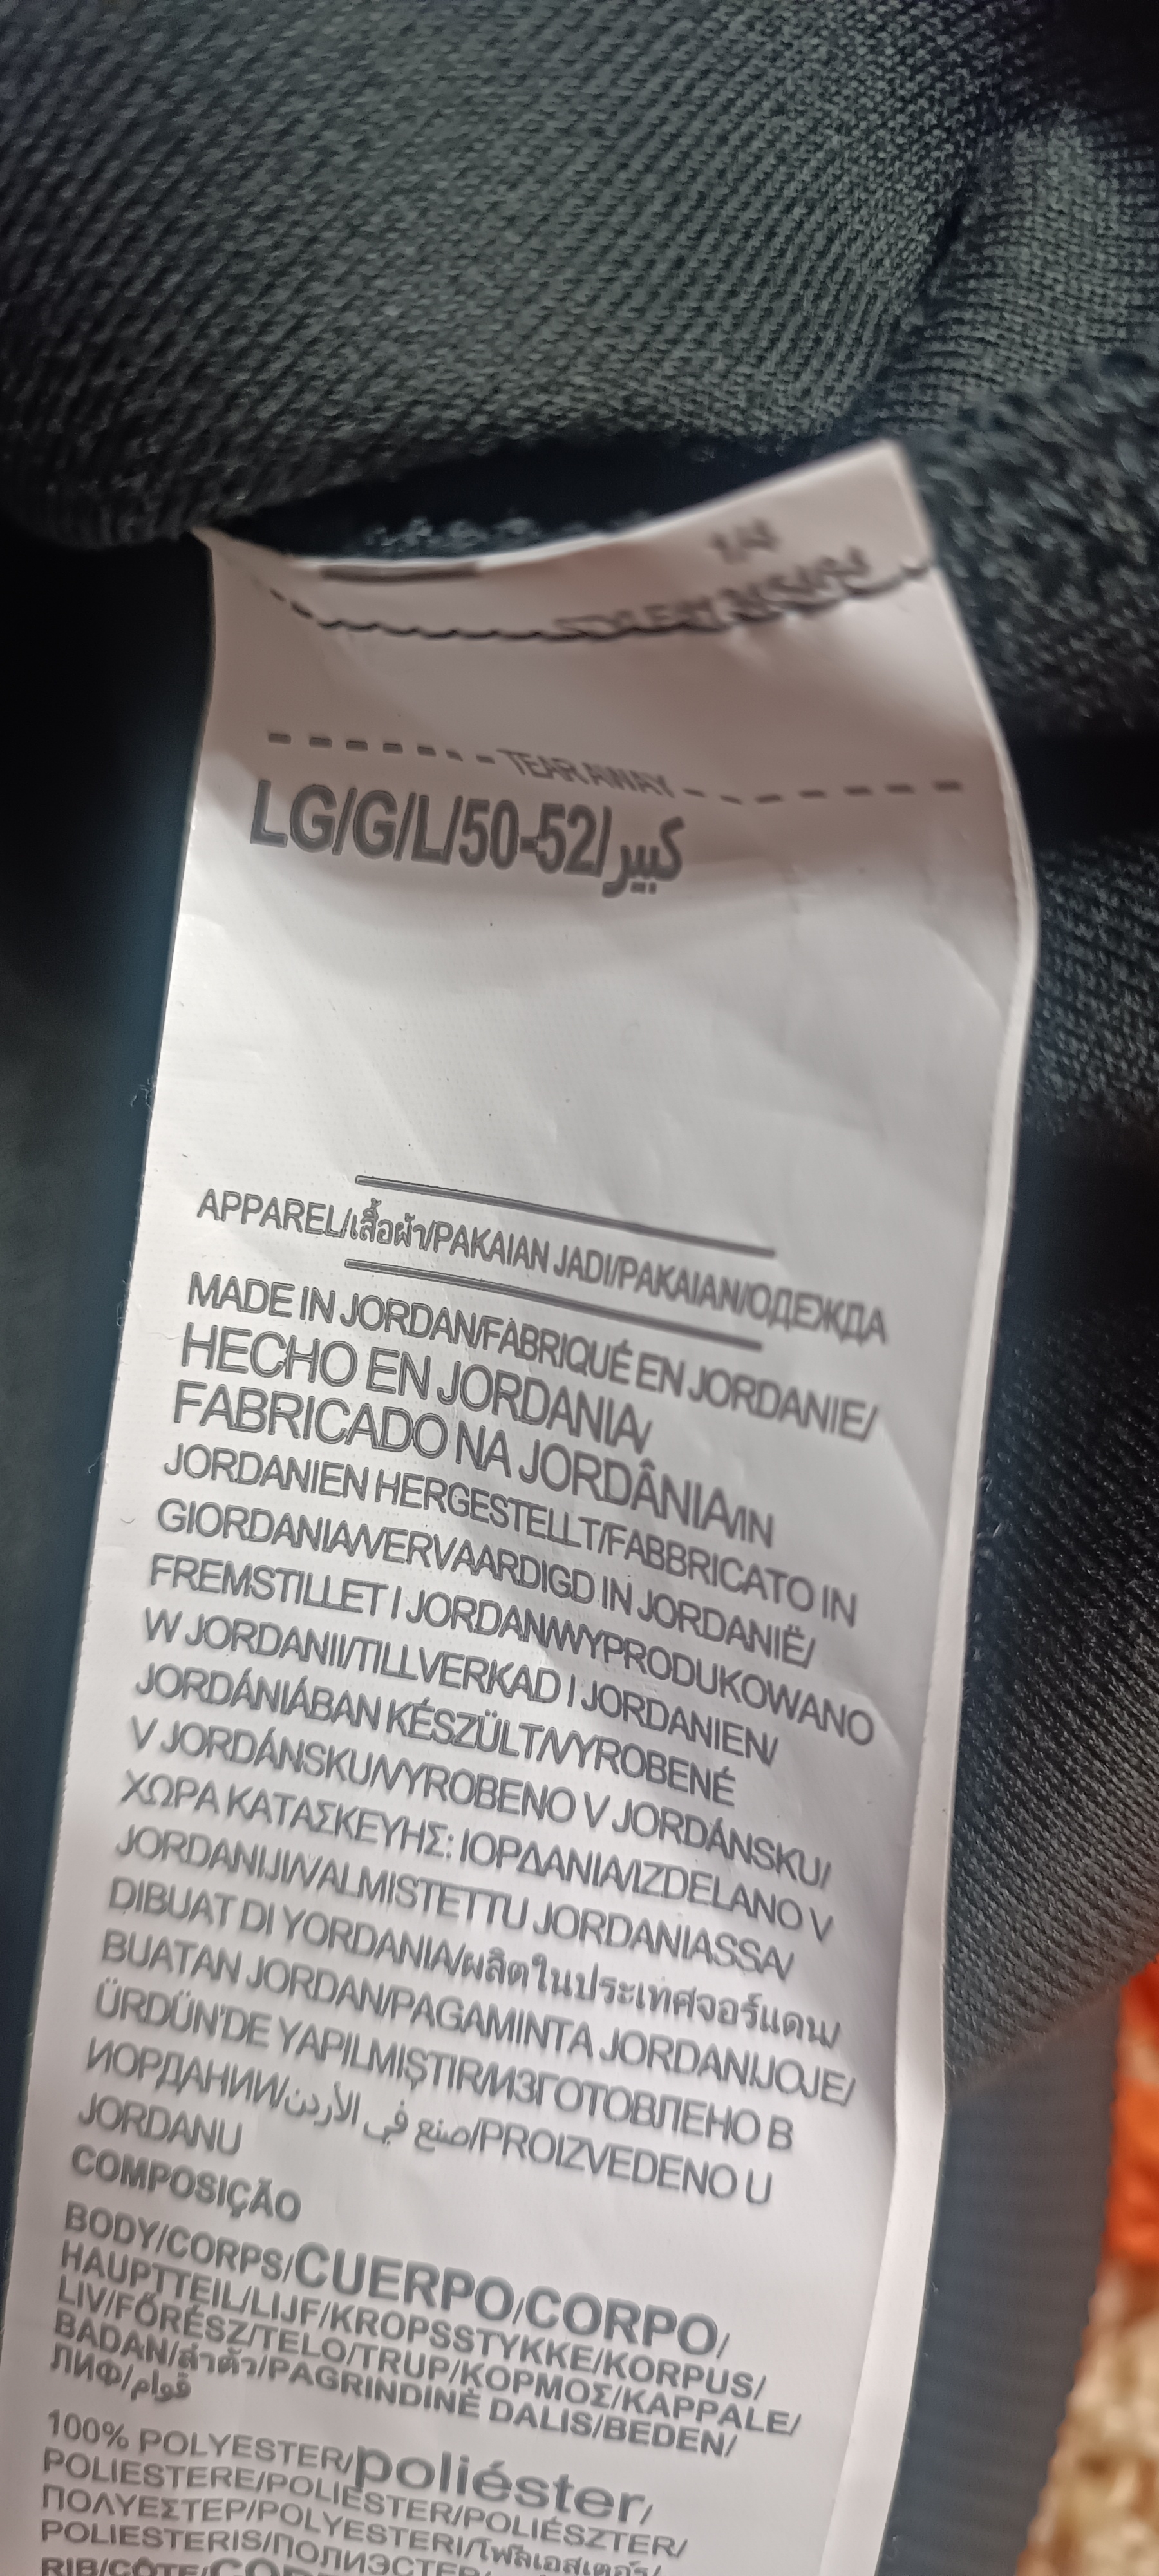 TEAR AWAY
LG/G/L/50-52/كبير
APPAREL/เสื้อผ้า/PAKAIAN JADI/PAKAIAN/ОДЕЖДА
MADE IN JORDAN/FABRIQUÉ EN JORDANIE/
HECHO EN JORDANIA/
FABRICADO NA JORDÂNIA/IN
JORDANIEN HERGESTELLT/FABBRICATO IN
GIORDANIA/VERVAARDIGD IN JORDANIË/
FREMSTILLET I JORDAN/WYPRODUKOWANO
W JORDANII/TILLVERKAD I JORDANIEN/
JORDÁNIÁBAN KÉSZÜLT/VYROBENÉ
V JORDÁNSKU/VYROBENO V JORDÁNSKU/
ΧΩΡΑ ΚΑΤΑΣΚΕΥΗΣ: ΙΟΡΔΑΝΙΑ/IZDELANO V
JORDANIJI/VALMISTETTU JORDANIASSA/
DIBUAT DI YORDANIA/ผลิตในประเทศจอร์แดน/
BUATAN JORDAN/PAGAMINTA JORDANIJOJE/
ÜRDÜN'DE YAPILMIŞTIR/ИЗГОТОВЛЕНО В
ИОРДАНИИ/صنع في الأردن/PROIZVEDENO U
JORDANU
COMPOSIÇÃO
BODY/CORPS/CUERPO/CORPO/
HAUPTTEIL/LIJF/KROPSSTYKKE/KORPUS/
LIV/FŐRÉSZ/TELO/TRUP/ΚΟΡΜΟΣ/KAPPALE/
BADAN/ลำตัว/PAGRINDINĖ DALIS/BEDEN/
ЛИФ/قوام
100% POLYESTER/poliéster/
POLIESTERE/POLIESTER/POLIÉSZTER/
ΠΟΛΥΕΣΤΕΡ/POLYESTERI/โพลีเอสเตอร์/
POLIESTERIS/ПОЛИЭСТЕР/
RIB/CÔTE/